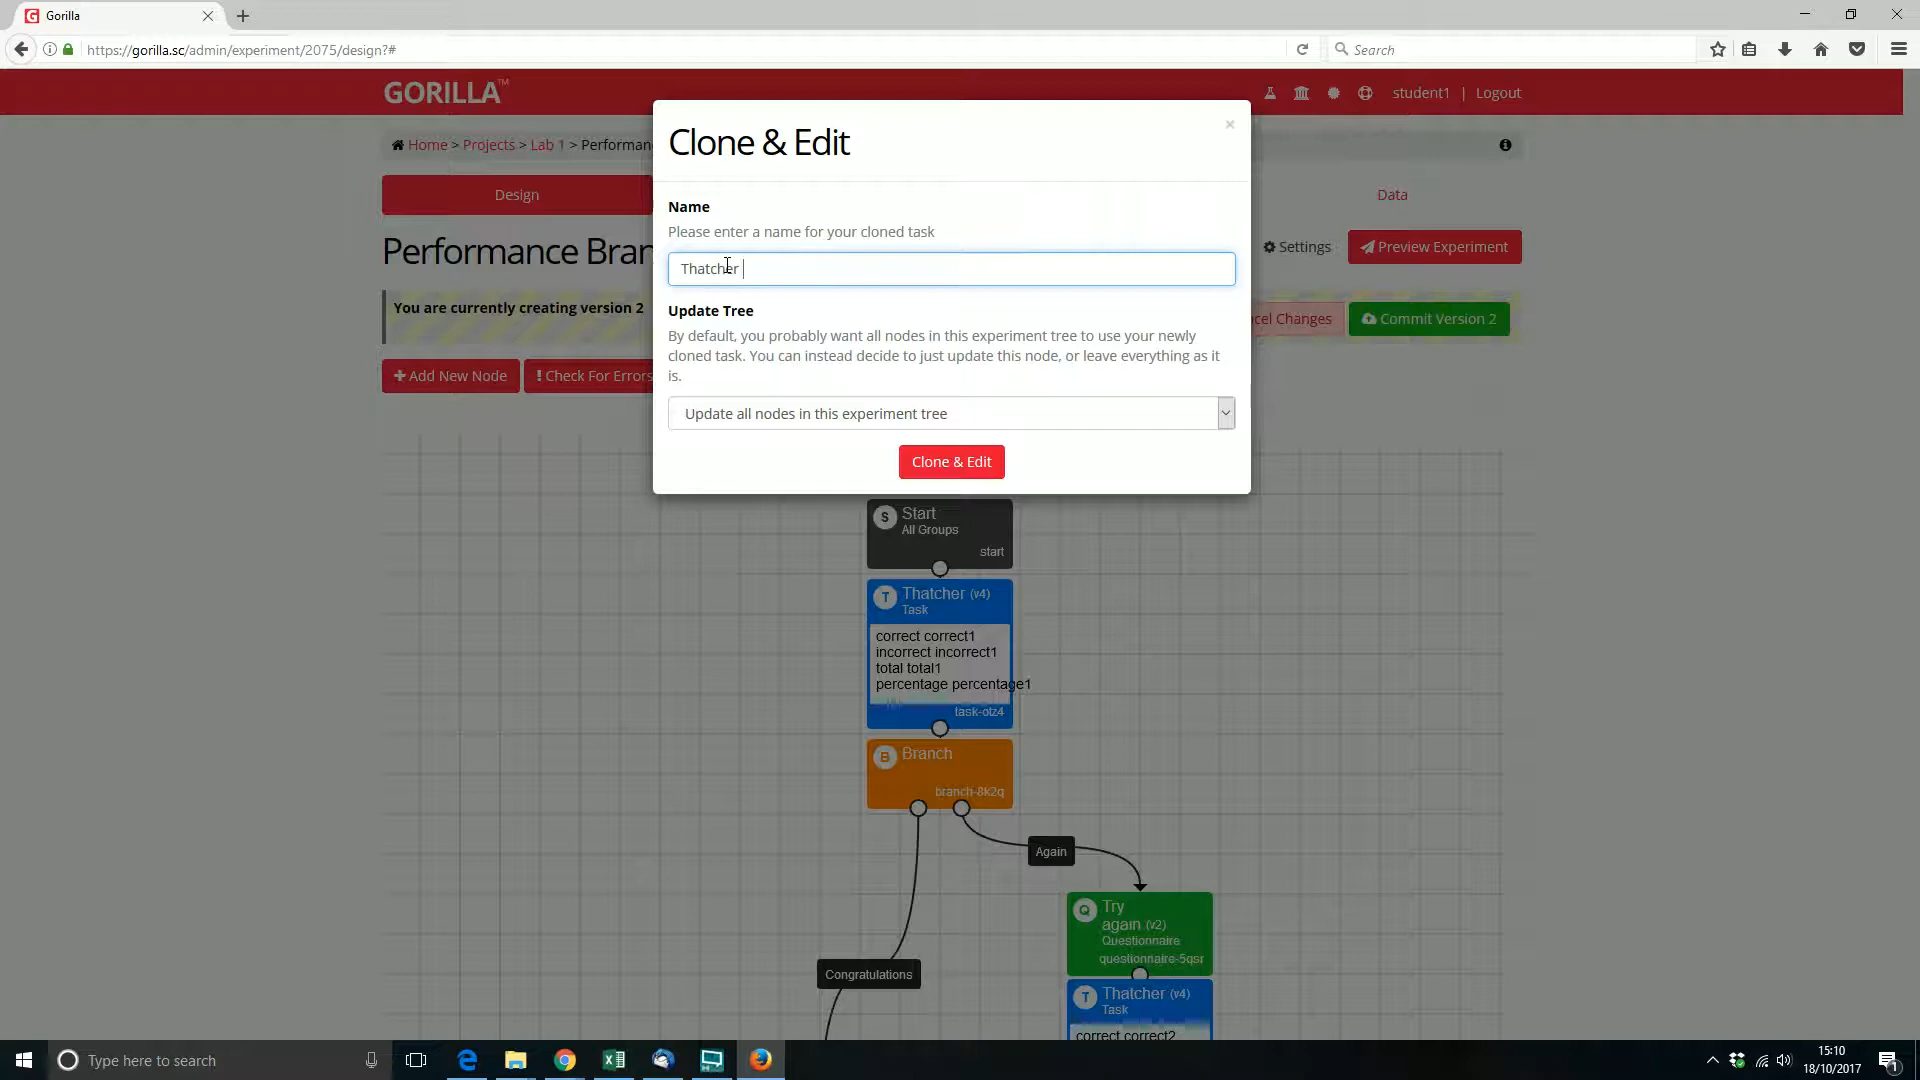 Gorilla
https://gorilla.sc/admin/experiment/2075/design?#
Search
GORILLA™
student1 | Logout
Home > Projects > Lab 1 > Performanc
Design
Data
Performance Bran
Settings
Preview Experiment
You are currently creating version 2
cel Changes
Commit Version 2
Add New Node
Check For Errors
Clone & Edit
×
Name
Please enter a name for your cloned task
Thatcher
Update Tree
By default, you probably want all nodes in this experiment tree to use your newly
cloned task. You can instead decide to just update this node, or leave everything as it
is.
Update all nodes in this experiment tree
Clone & Edit
S
Start
All Groups
start
T
Thatcher (v4)
Task
correct correct1
incorrect incorrect1
total total1
percentage percentage1
task-otz4
B
Branch
branch-8k2q
Again
Congratulations
Q
Try
again (v2)
Questionnaire
questionnaire-5qsr
T
Thatcher (v4)
Task
correct correct2
Type here to search
15:10
18/10/2017
1